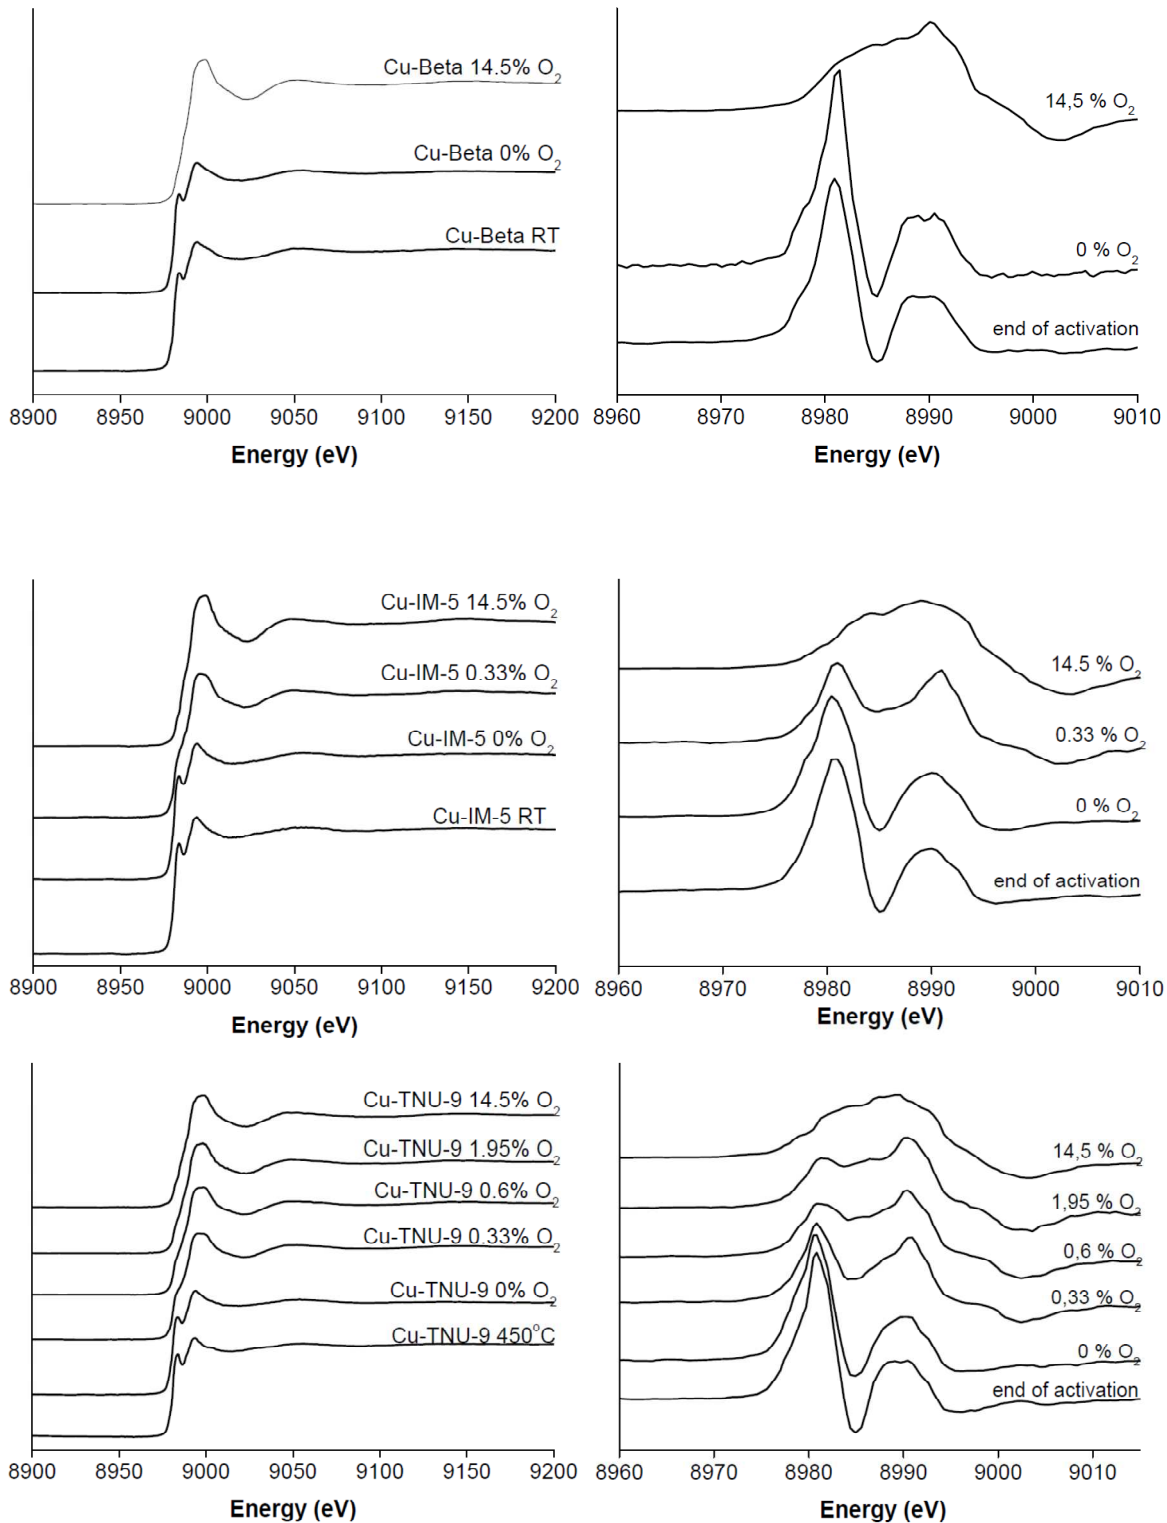 Cu-Beta 14.5% O2
Cu-Beta 0% O2
Cu-Beta RT
8900 8950 9000 9050 9100 9150 9200
Energy (eV)
14,5 % O2
0 % O2
end of activation
8960 8970 8980 8990 9000 9010
Energy (eV)
Cu-IM-5 14.5% O2
Cu-IM-5 0.33% O2
Cu-IM-5 0% O2
Cu-IM-5 RT
8900 8950 9000 9050 9100 9150 9200
Energy (eV)
14.5 % O2
0.33 % O2
0 % O2
end of activation
8960 8970 8980 8990 9000 9010
Energy (eV)
Cu-TNU-9 14.5% O2
Cu-TNU-9 1.95% O2
Cu-TNU-9 0.6% O2
Cu-TNU-9 0.33% O2
Cu-TNU-9 0% O2
Cu-TNU-9 450°C
8900 8950 9000 9050 9100 9150 9200
Energy (eV)
14,5 % O2
1,95 % O2
0,6 % O2
0,33 % O2
0 % O2
end of activation
8960 8970 8980 8990 9000 9010
Energy (eV)